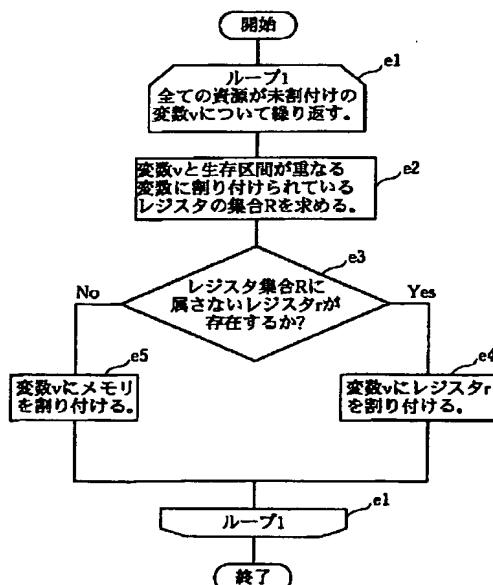 開始
e1
ループ1
全ての資源が未割付けの
変数vについて繰り返す。
e2
変数vと生存区間が重なる
変数に割り付けられている
レジスタの集合Rを求める。
e3
レジスタ集合Rに
属さないレジスタrが
存在するか?
No
Yes
e5
変数vにメモリ
を割り付ける。
e4
変数vにレジスタr
を割り付ける。
e1
ループ1
終了